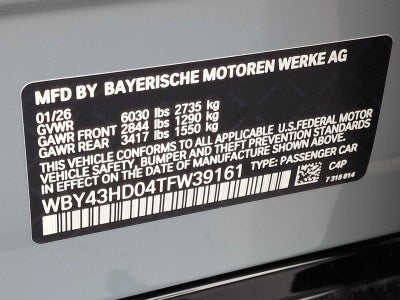 MFD BY BAYERISCHE MOTOREN WERKE AG
01/26
GVWR 6030 lbs 2735 kg
GAWR FRONT 2844 lbs 1290 kg
GAWR REAR 3417 lbs 1550 kg
THIS VEHICLE CONFORMS TO ALL APPLICABLE U.S. FEDERAL MOTOR
VEHICLE SAFETY, BUMPER, AND THEFT PREVENTION STANDARDS
IN EFFECT ON THE DATE OF MANUFACTURE SHOWN ABOVE.
WBY43HD04TFW39161 TYPE: PASSENGER CAR
C4P
7 315 814